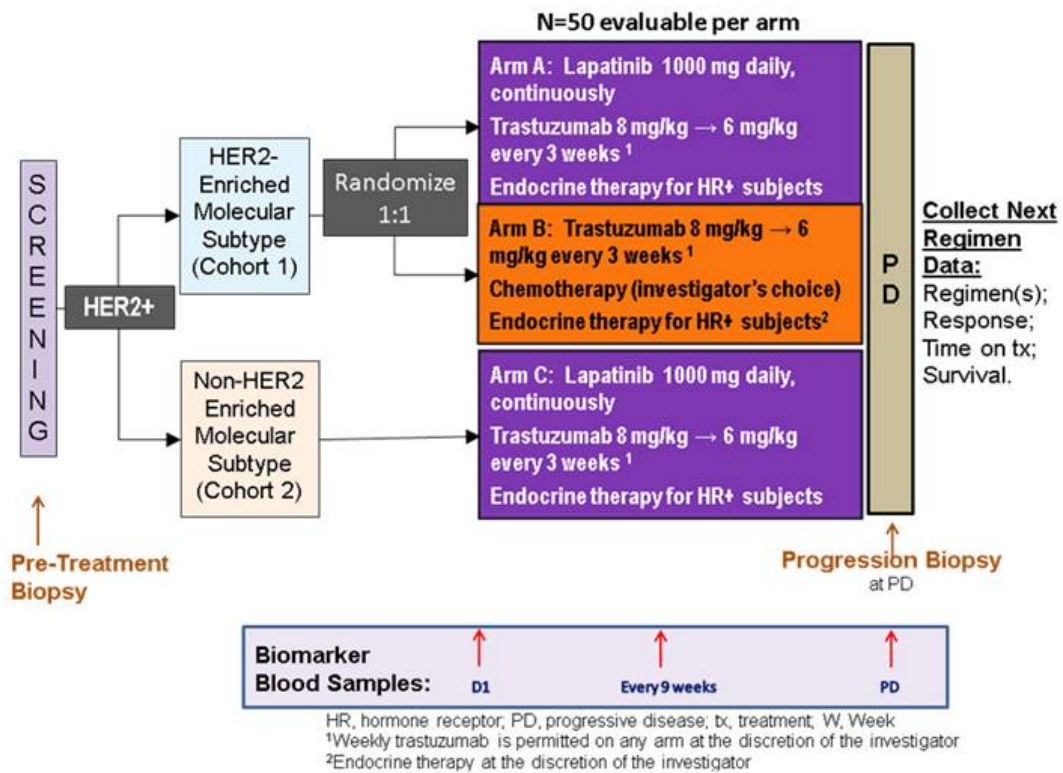 N=50 evaluable per arm
SCREENING
HER2+
HER2-
Enriched
Molecular
Subtype
(Cohort 1)
Randomize
1:1
Non-HER2
Enriched
Molecular
Subtype
(Cohort 2)
Arm A: Lapatinib 1000 mg daily,
continuously
Trastuzumab 8 mg/kg → 6 mg/kg
every 3 weeks ¹
Endocrine therapy for HR+ subjects
Arm B: Trastuzumab 8 mg/kg → 6
mg/kg every 3 weeks ¹
Chemotherapy (investigator's choice)
Endocrine therapy for HR+ subjects²
Arm C: Lapatinib 1000 mg daily,
continuously
Trastuzumab 8 mg/kg → 6 mg/kg
every 3 weeks ¹
Endocrine therapy for HR+ subjects
PD
Collect Next
Regimen
Data:
Regimen(s);
Response;
Time on tx;
Survival.
Pre-Treatment
Biopsy
Progression Biopsy
at PD
Biomarker
Blood Samples:
D1
Every 9 weeks
PD
HR, hormone receptor; PD, progressive disease; tx, treatment; W, Week
¹Weekly trastuzumab is permitted on any arm at the discretion of the investigator
²Endocrine therapy at the discretion of the investigator